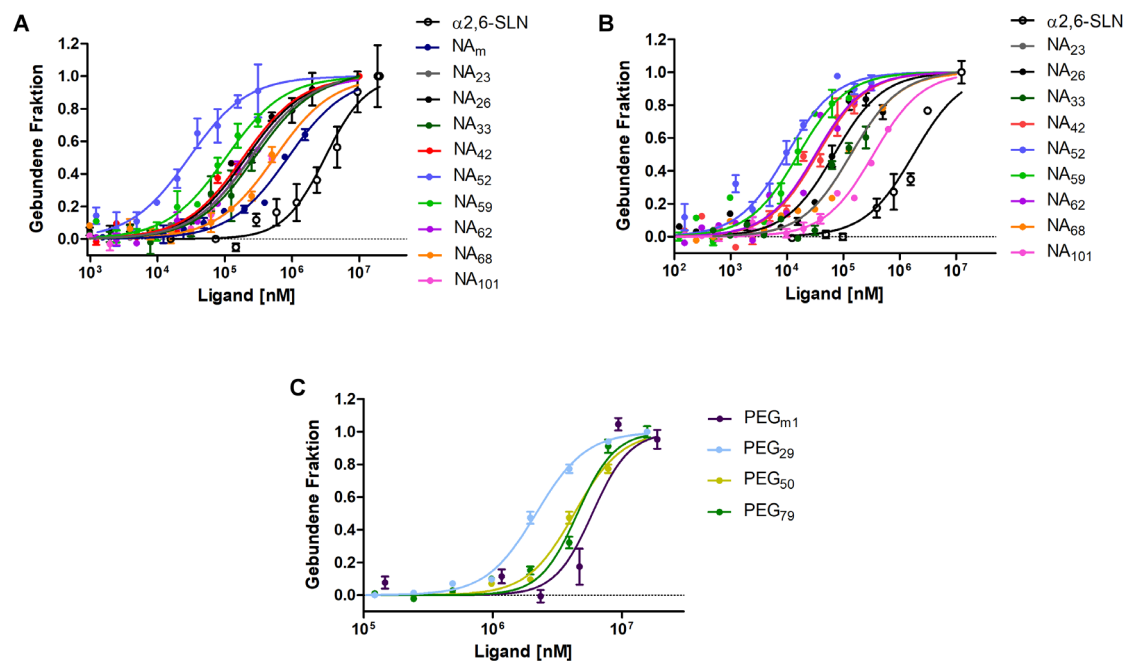 A
Gebundene Fraktion
1.2
1.0
0.8
0.6
0.4
0.2
0.0
10³ 10⁴ 10⁵ 10⁶ 10⁷
Ligand [nM]
α2,6-SLN
NAₘ
NA₂₃
NA₂₆
NA₃₃
NA₄₂
NA₅₂
NA₅₉
NA₆₂
NA₆₈
NA₁₀₁
B
Gebundene Fraktion
1.2
1.0
0.8
0.6
0.4
0.2
0.0
10² 10³ 10⁴ 10⁵ 10⁶ 10⁷
Ligand [nM]
α2,6-SLN
NA₂₃
NA₂₆
NA₃₃
NA₄₂
NA₅₂
NA₅₉
NA₆₂
NA₆₈
NA₁₀₁
C
Gebundene Fraktion
1.2
1.0
0.8
0.6
0.4
0.2
0.0
10⁵ 10⁶ 10⁷
Ligand [nM]
PEGₘ₁
PEG₂₉
PEG₅₀
PEG₇₉